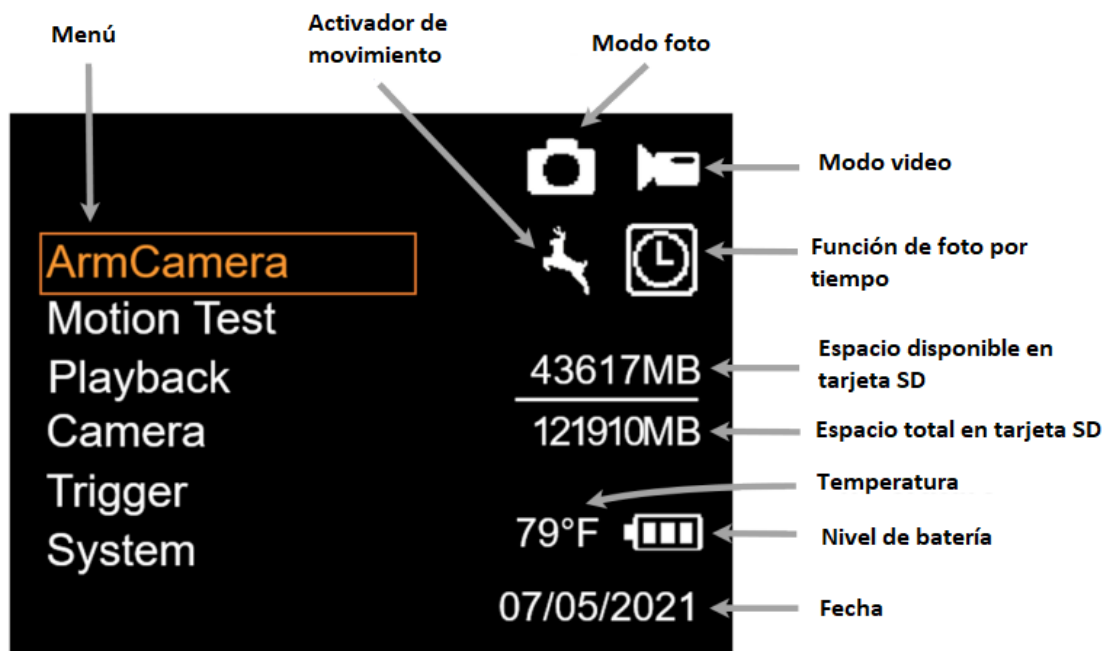 Menú
Activador de
movimiento
Modo foto
Modo video
ArmCamera
Función de foto por
tiempo
Motion Test
Playback
43617MB
Espacio disponible en
tarjeta SD
Camera
121910MB
Espacio total en tarjeta SD
Trigger
Temperatura
System
79°F
Nivel de batería
07/05/2021
Fecha